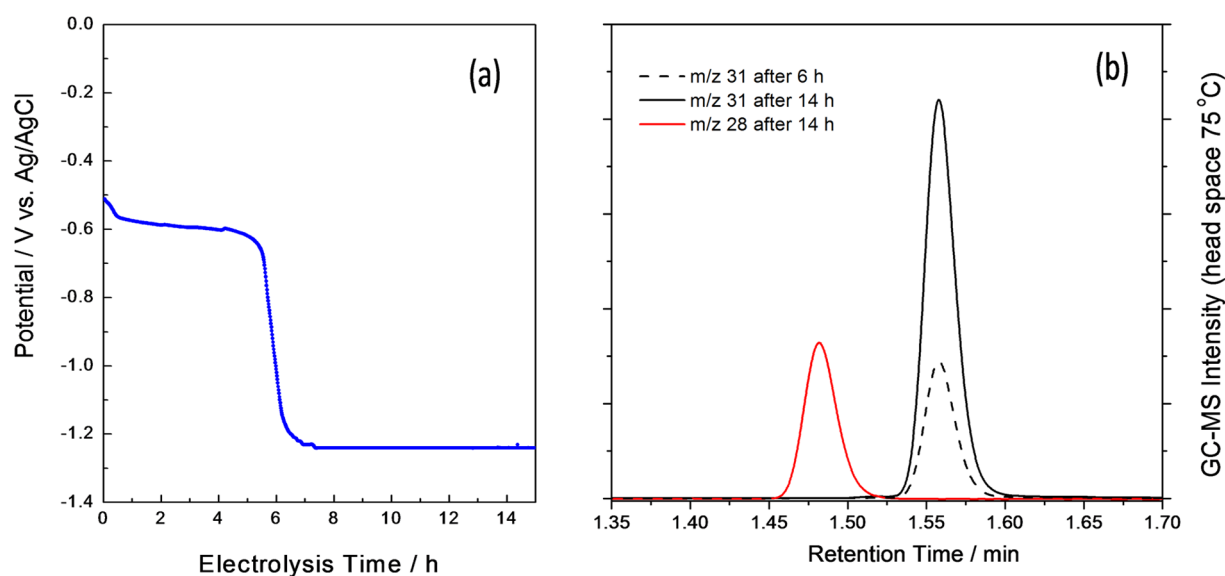 (a)
Potential / V vs. Ag/AgCl
0.0
-0.2
-0.4
-0.6
-0.8
-1.0
-1.2
-1.4
0 2 4 6 8 10 12 14
Electrolysis Time / h
(b)
m/z 31 after 6 h
m/z 31 after 14 h
m/z 28 after 14 h
GC-MS Intensity (head space 75 °C)
1.35 1.40 1.45 1.50 1.55 1.60 1.65 1.70
Retention Time / min